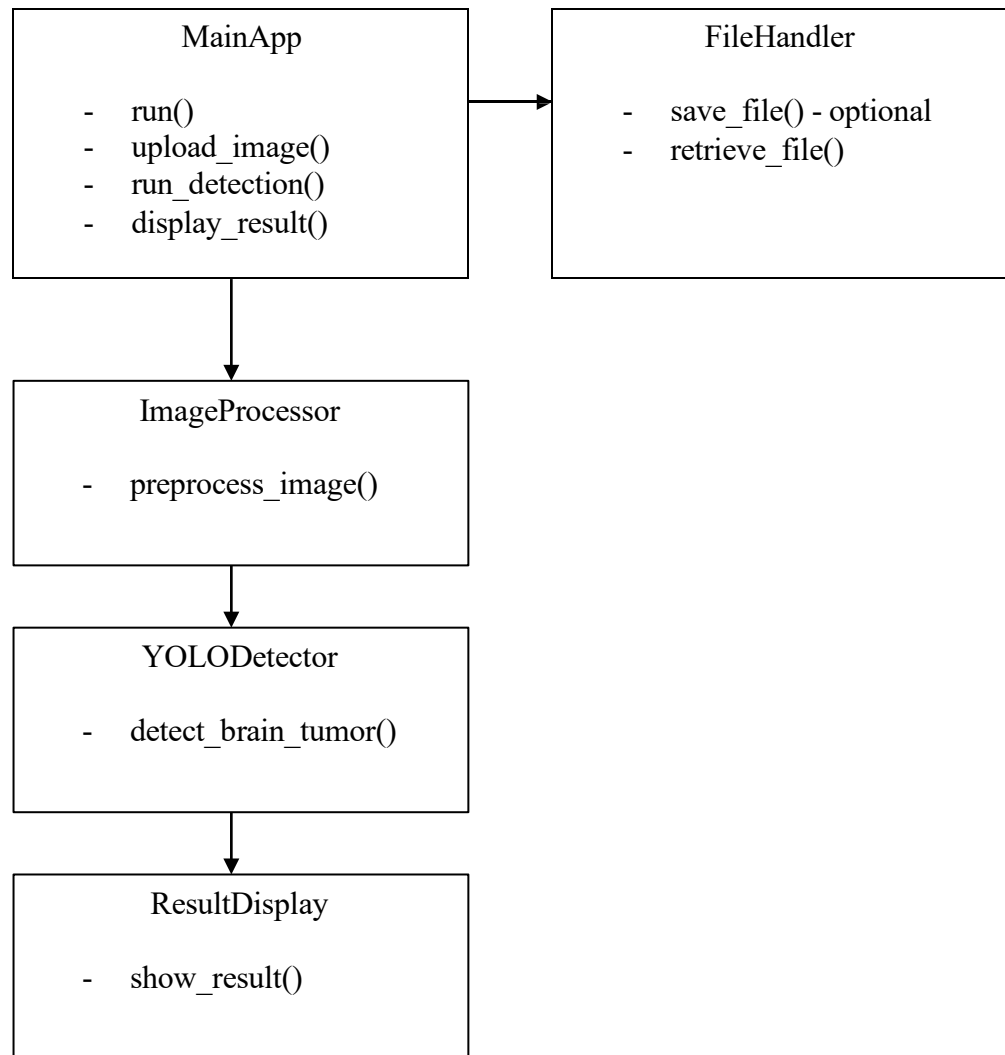 MainApp
- run()
- upload_image()
- run_detection()
- display_result()
FileHandler
- save_file() - optional
- retrieve_file()
ImageProcessor
- preprocess_image()
YOLODetector
- detect_brain_tumor()
ResultDisplay
- show_result()